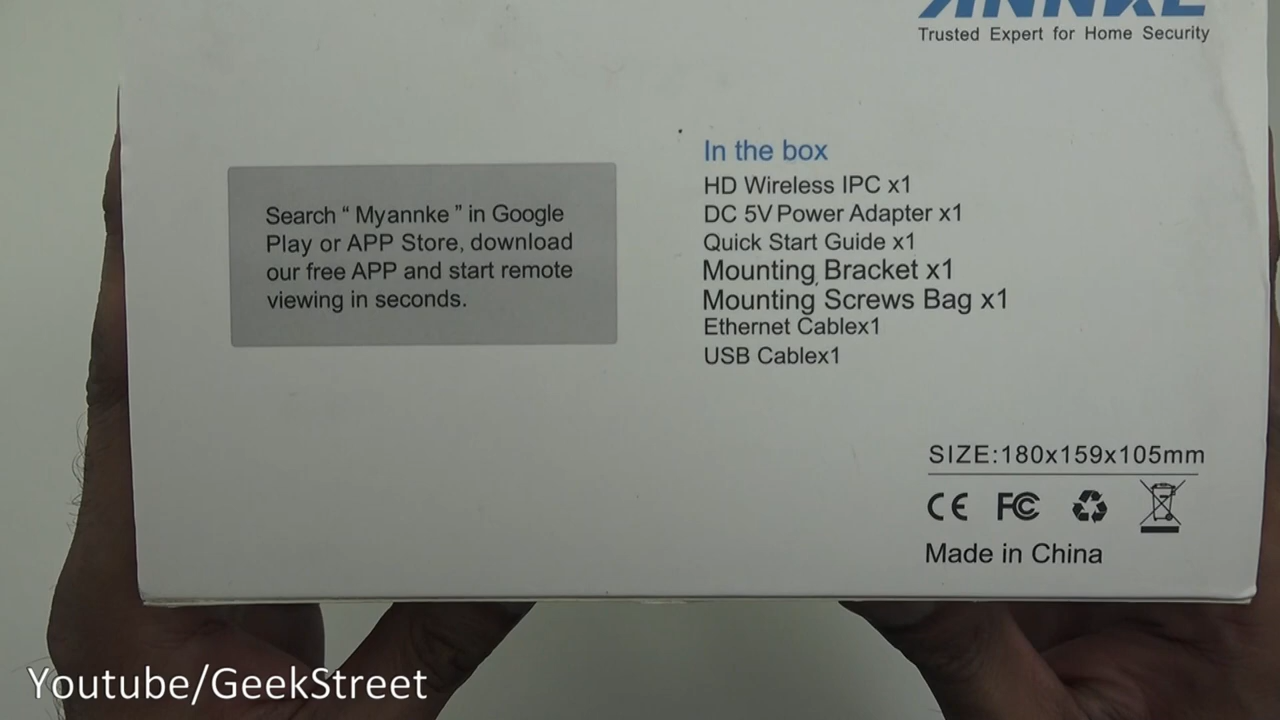 ANNKE
Trusted Expert for Home Security
Search “ Myannke ” in Google
Play or APP Store, download
our free APP and start remote
viewing in seconds.
In the box
HD Wireless IPC x1
DC 5V Power Adapter x1
Quick Start Guide x1
Mounting Bracket x1
Mounting Screws Bag x1
Ethernet Cablex1
USB Cablex1
SIZE:180x159x105mm
CE FC
Made in China
Youtube/GeekStreet